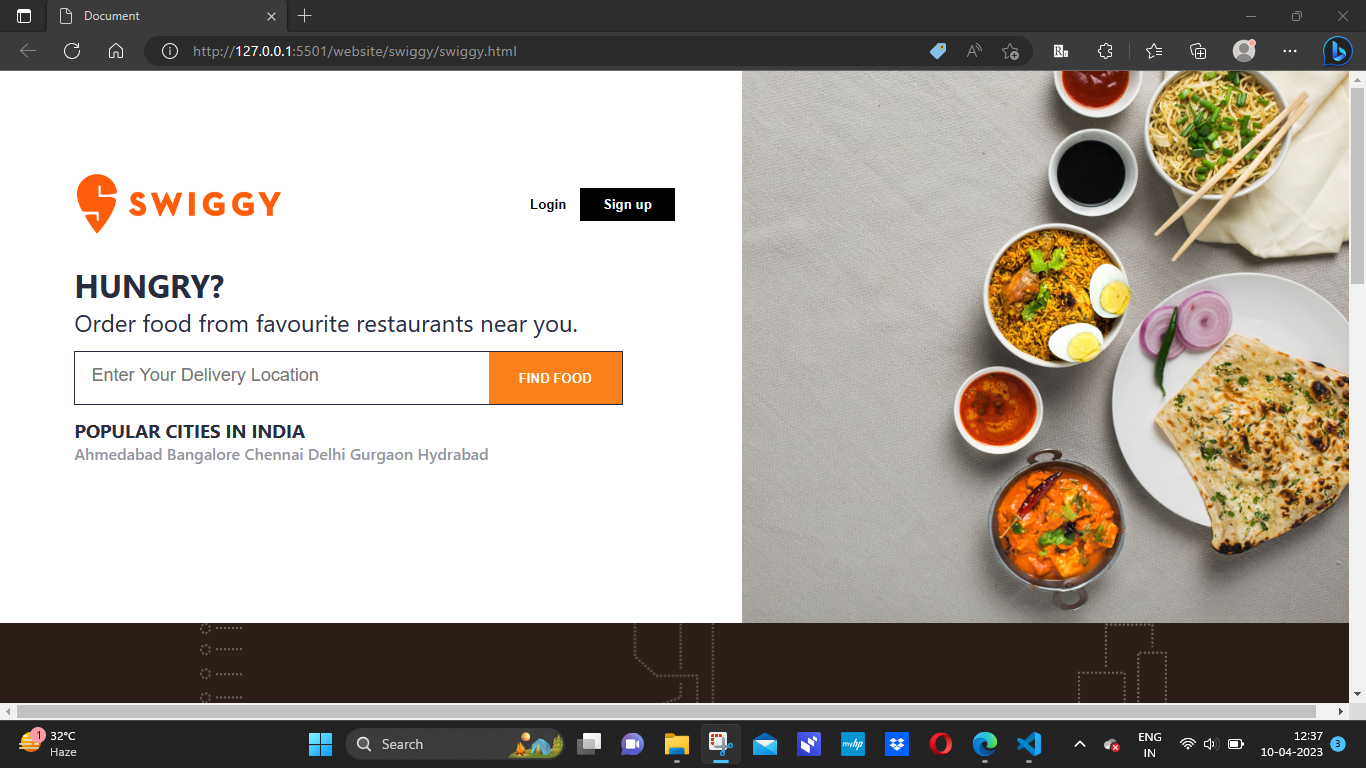 Document
http://127.0.0.1:5501/website/swiggy/swiggy.html
SWIGGY
Login
Sign up
HUNGRY?
Order food from favourite restaurants near you.
Enter Your Delivery Location
FIND FOOD
POPULAR CITIES IN INDIA
Ahmedabad Bangalore Chennai Delhi Gurgaon Hydrabad
1
32°C
Haze
Search
myhp
ENG
IN
12:37
10-04-2023
3